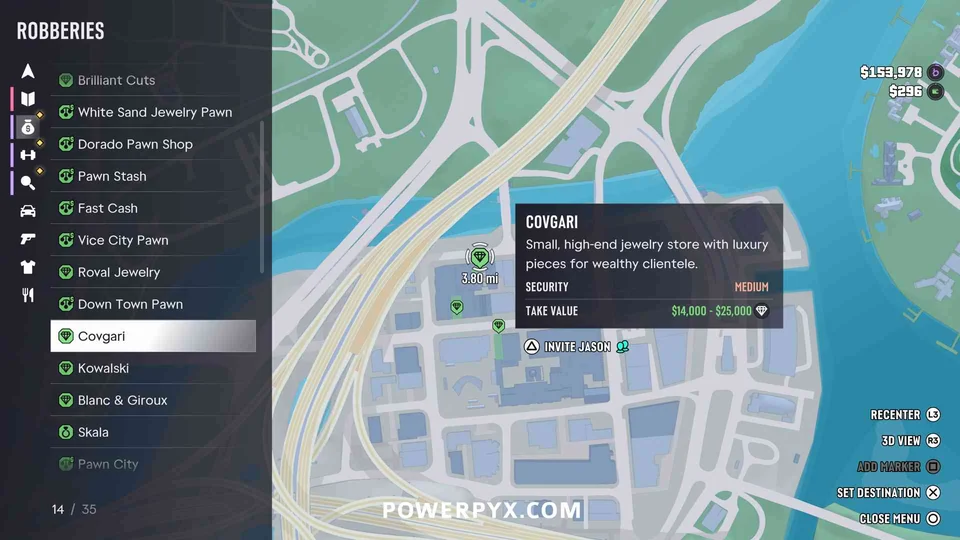 ROBBERIES
Brilliant Cuts
White Sand Jewelry Pawn
Dorado Pawn Shop
Pawn Stash
Fast Cash
Vice City Pawn
Roval Jewelry
Down Town Pawn
Covgari
Kowalski
Blanc & Giroux
Skala
Pawn City
14 / 35
$153,978
$296
3.80 mi
COVGARI
Small, high-end jewelry store with luxury
pieces for wealthy clientele.
SECURITY MEDIUM
TAKE VALUE $14,000 - $25,000
INVITE JASON
RECENTER L3
3D VIEW R3
ADD MARKER
SET DESTINATION
CLOSE MENU
POWERPYX.COM